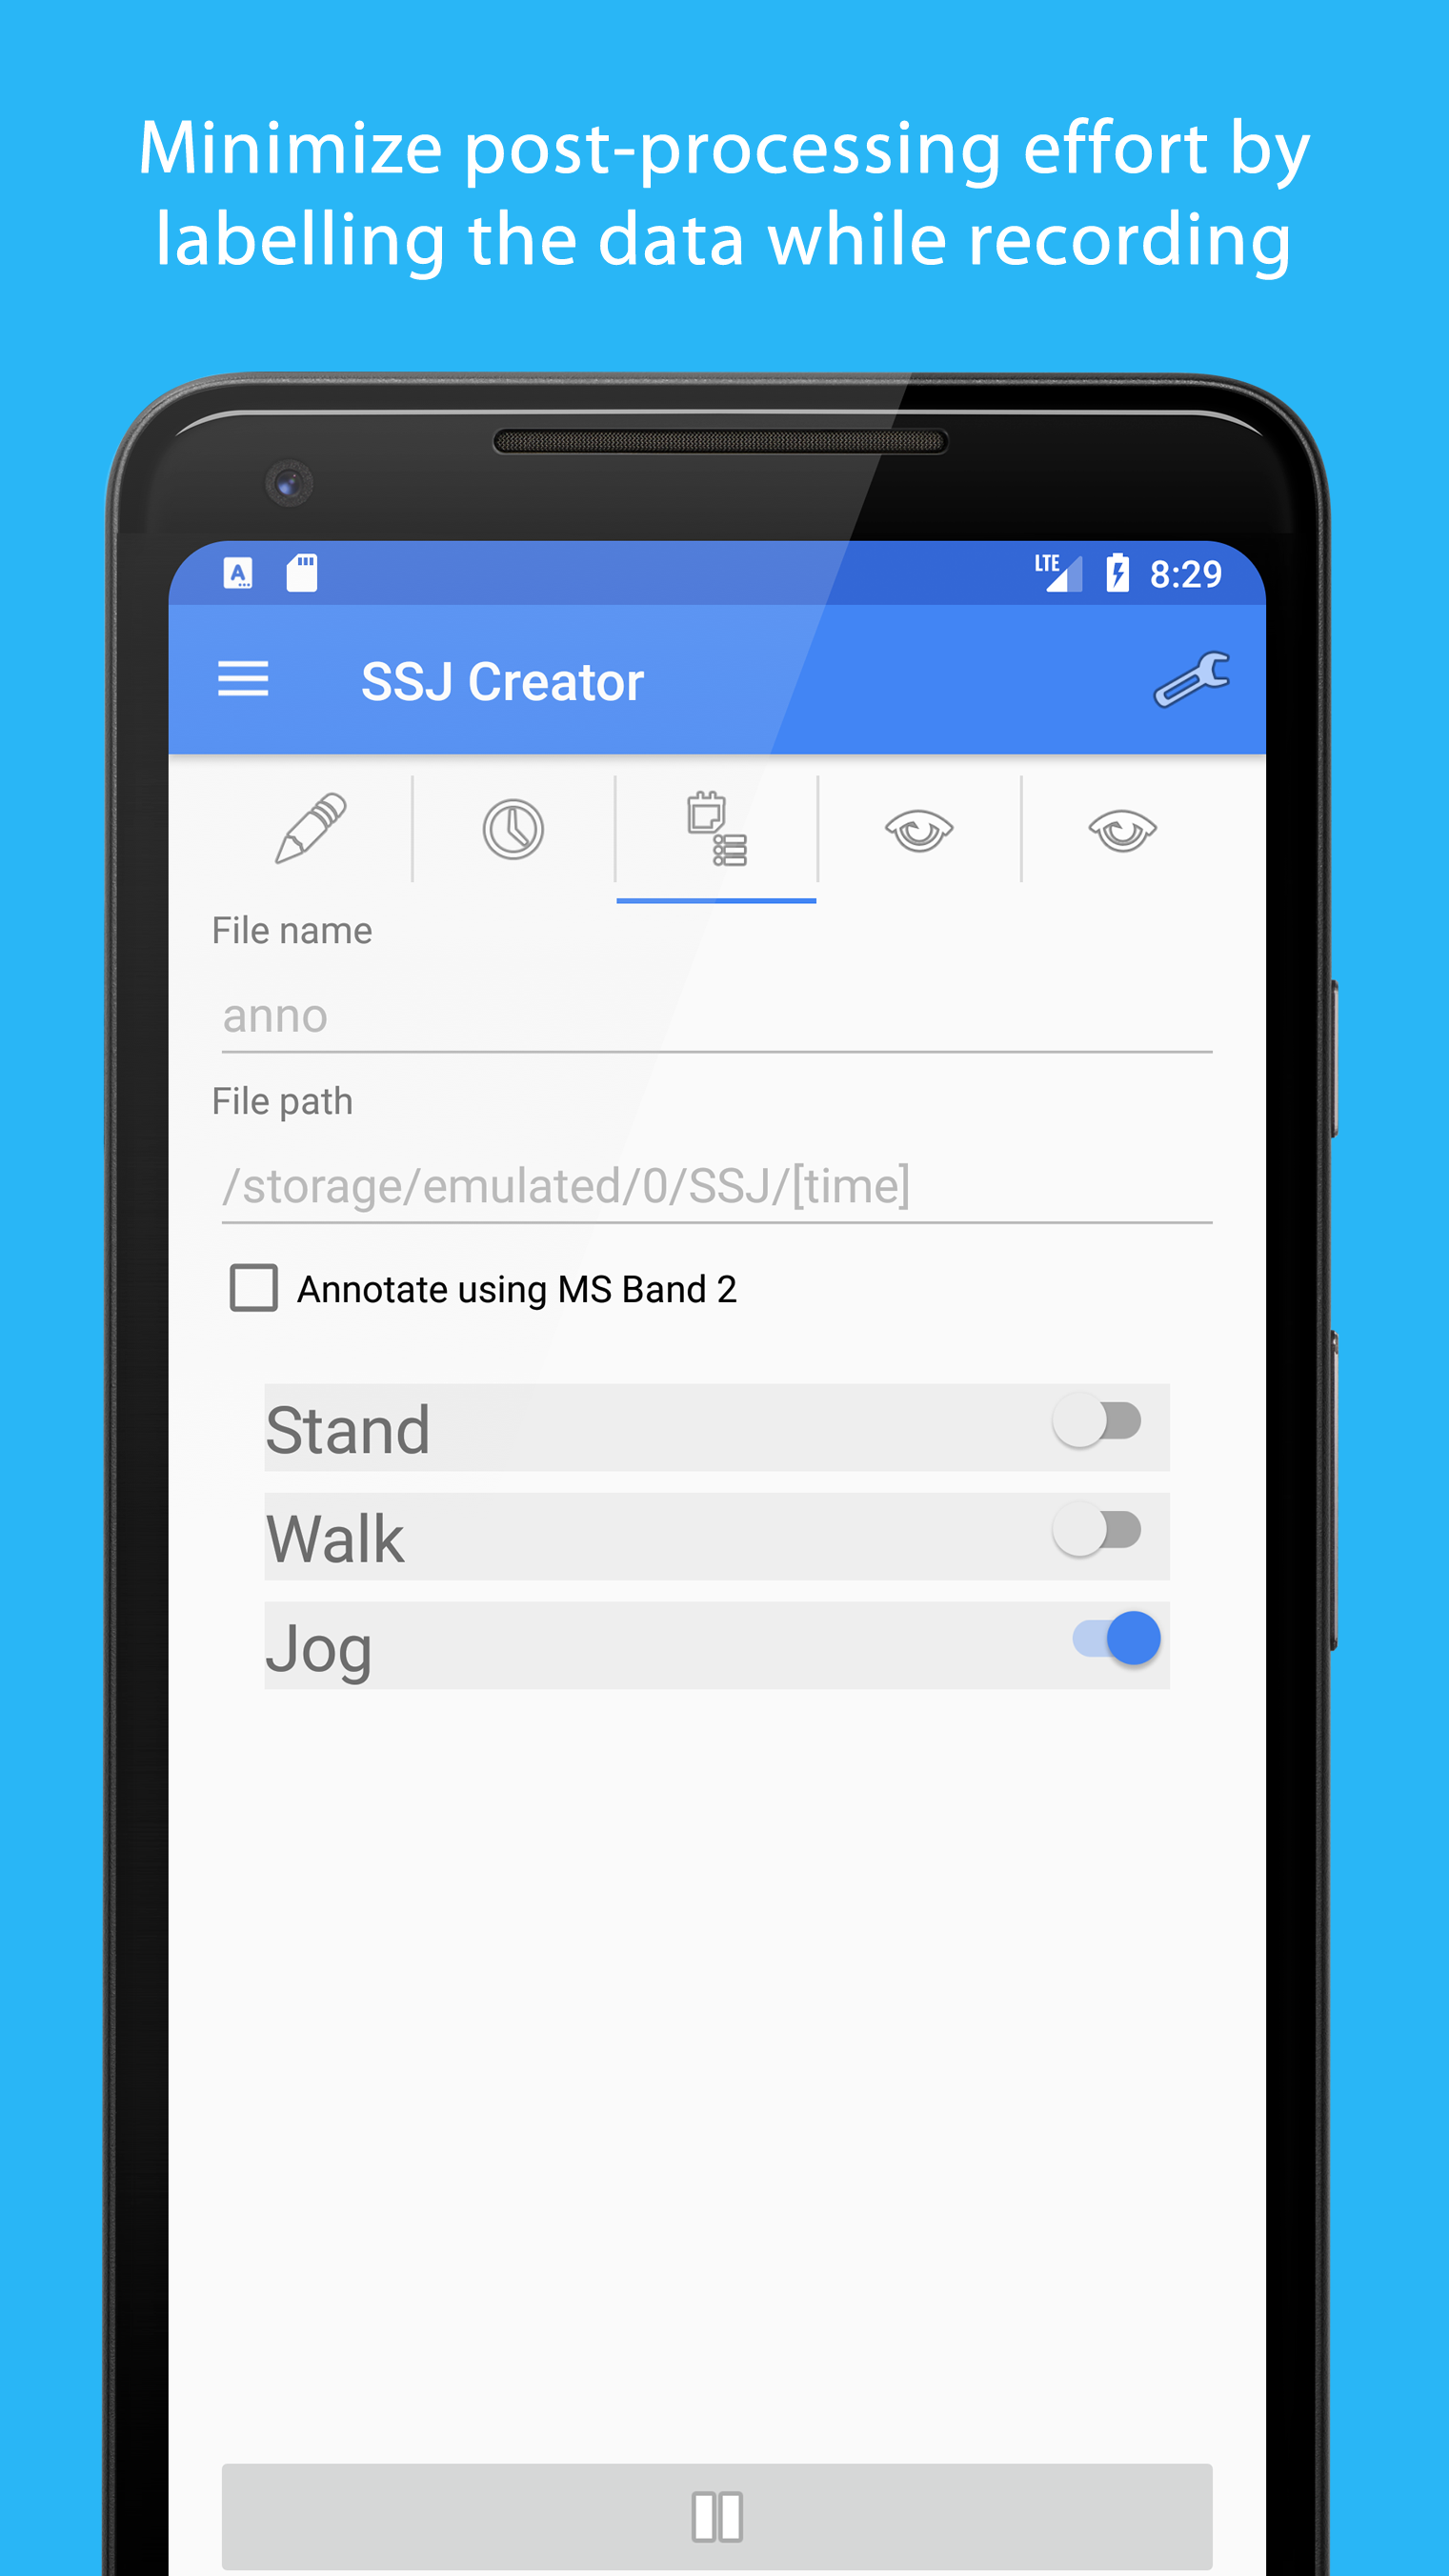 Minimize post-processing effort by
labelling the data while recording
A
LTE
8:29
SSJ Creator
File name
anno
File path
/storage/emulated/0/SSJ/[time]
Annotate using MS Band 2
Stand
Walk
Jog